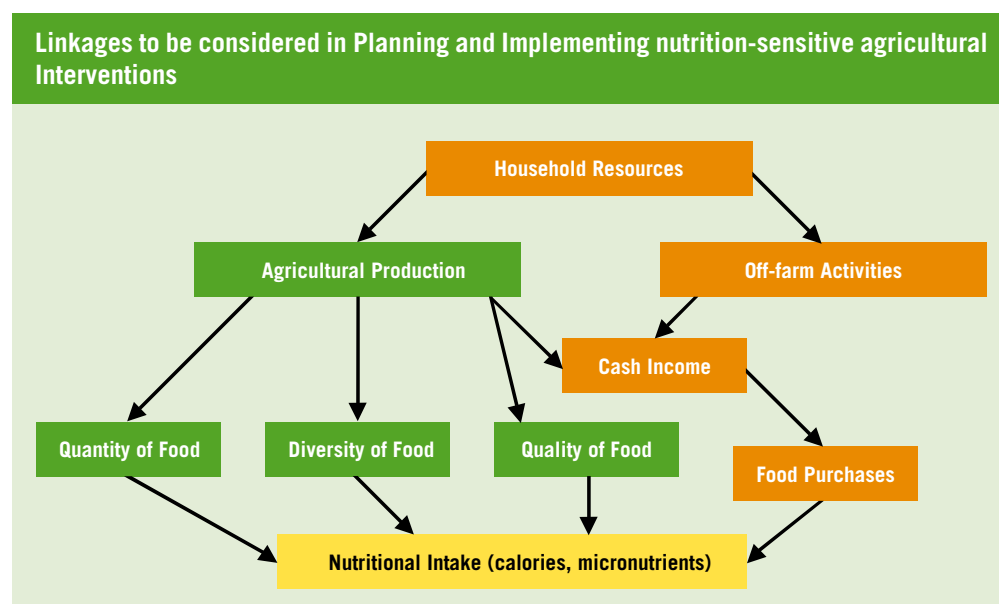 Linkages to be considered in Planning and Implementing nutrition-sensitive agricultural
Interventions
Household Resources
Agricultural Production
Off-farm Activities
Cash Income
Quantity of Food
Diversity of Food
Quality of Food
Food Purchases
Nutritional Intake (calories, micronutrients)